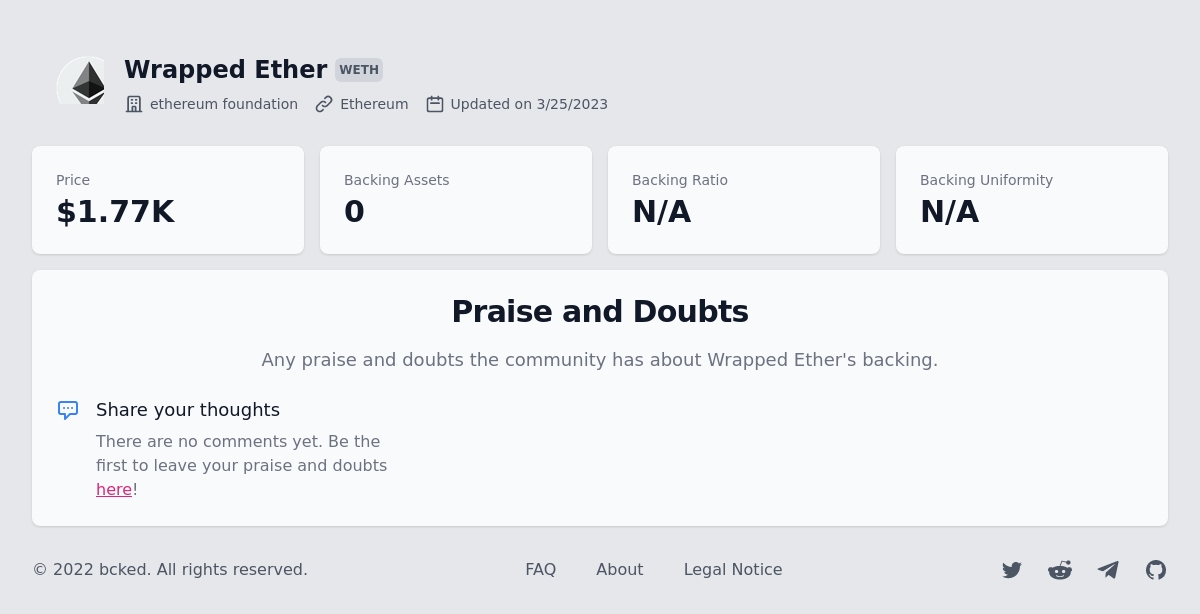 Wrapped Ether WETH
ethereum foundation Ethereum Updated on 3/25/2023
Price
$1.77K
Backing Assets
0
Backing Ratio
N/A
Backing Uniformity
N/A
Praise and Doubts
Any praise and doubts the community has about Wrapped Ether's backing.
Share your thoughts
There are no comments yet. Be the
first to leave your praise and doubts
here!
© 2022 bcked. All rights reserved. FAQ About Legal Notice